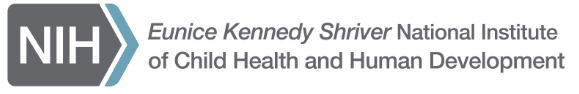 NIH
Eunice Kennedy Shriver National Institute
of Child Health and Human Development